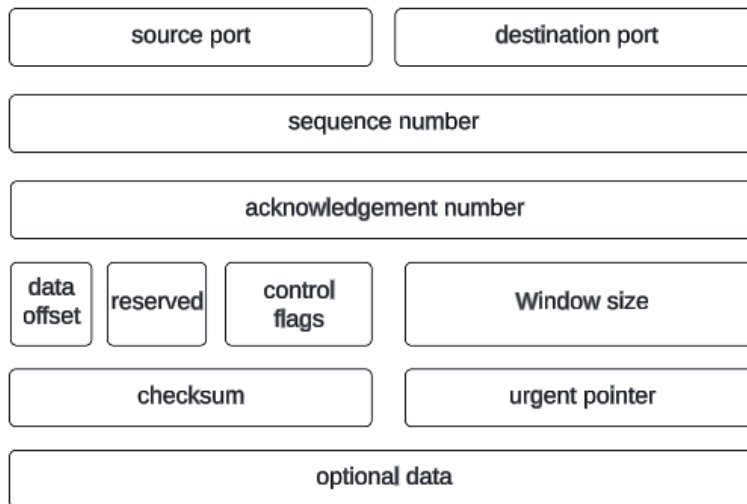 source port
destination port
sequence number
acknowledgement number
data
offset
reserved
control
flags
Window size
checksum
urgent pointer
optional data